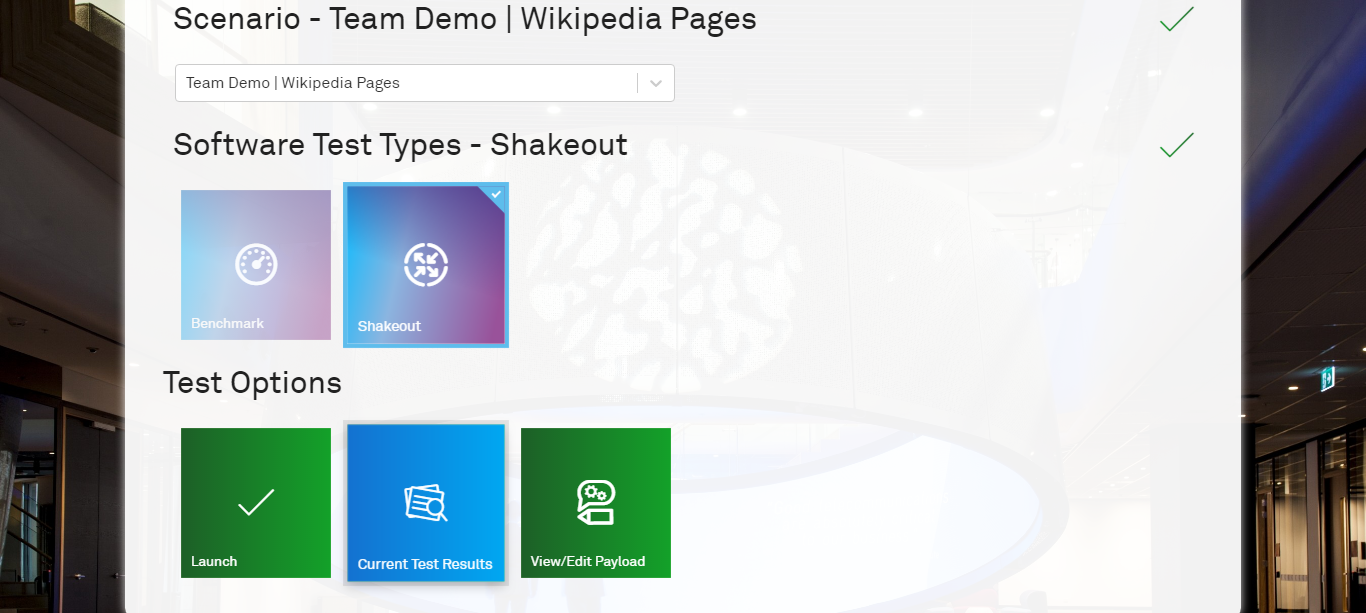 Scenario - Team Demo | Wikipedia Pages
Team Demo | Wikipedia Pages
Software Test Types - Shakeout
Benchmark
Shakeout
Test Options
Launch
Current Test Results
View/Edit Payload